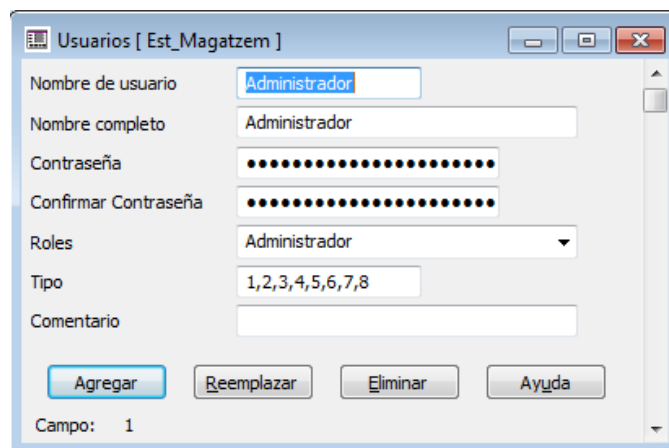 Usuarios [ Est_Magatzem ]
Nombre de usuario Administrador
Nombre completo Administrador
Contraseña ••••••••••••••••••••••
Confirmar Contraseña ••••••••••••••••••••••
Roles Administrador
Tipo 1,2,3,4,5,6,7,8
Comentario
Agregar Reemplazar Eliminar Ayuda
Campo: 1